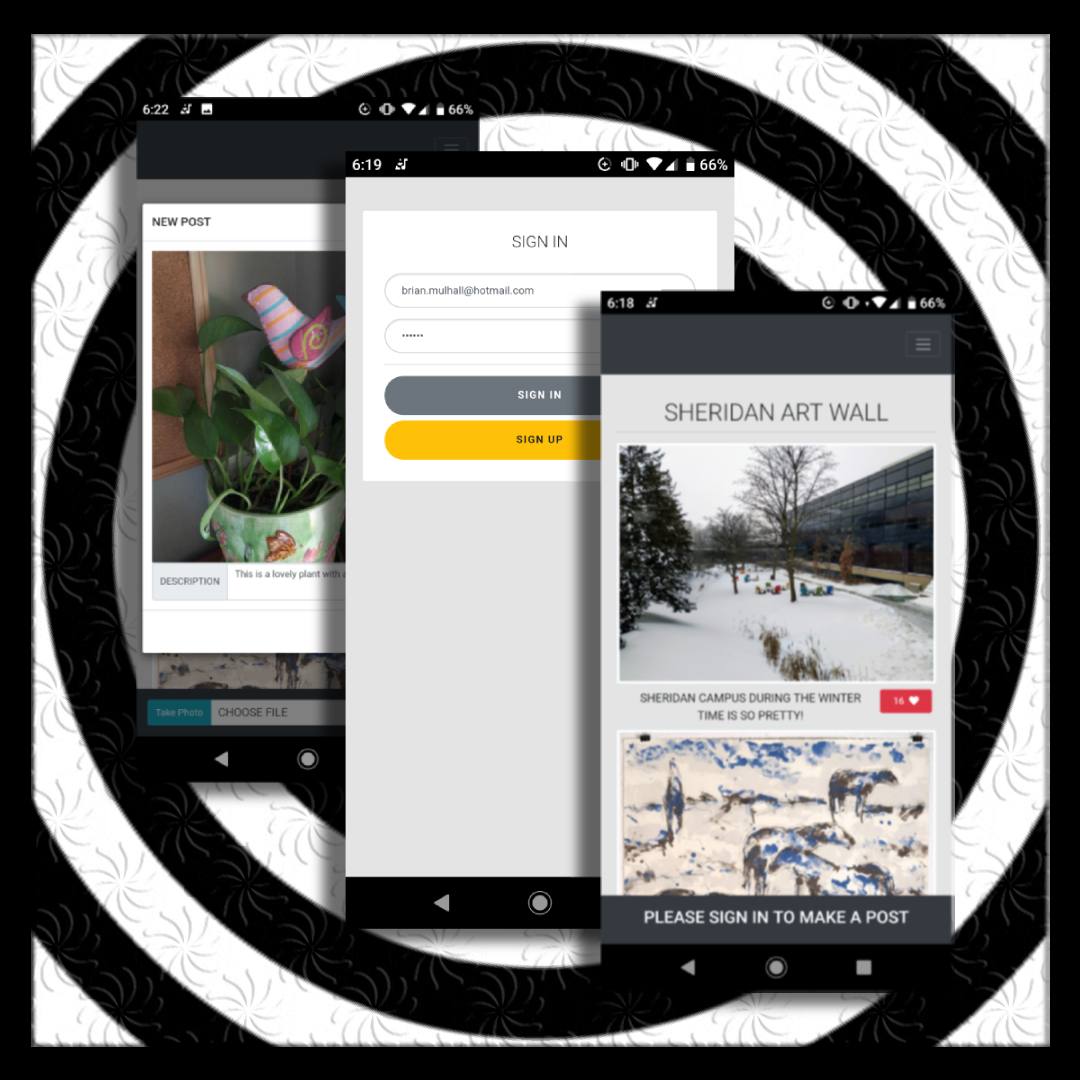 6:22
66%
NEW POST
DESCRIPTION
This is a lovely plant with
Take Photo
CHOOSE FILE
6:19
66%
SIGN IN
brian.mulhall@hotmail.com
••••••
SIGN IN
SIGN UP
6:18
66%
SHERIDAN ART WALL
SHERIDAN CAMPUS DURING THE WINTER
TIME IS SO PRETTY!
16
PLEASE SIGN IN TO MAKE A POST